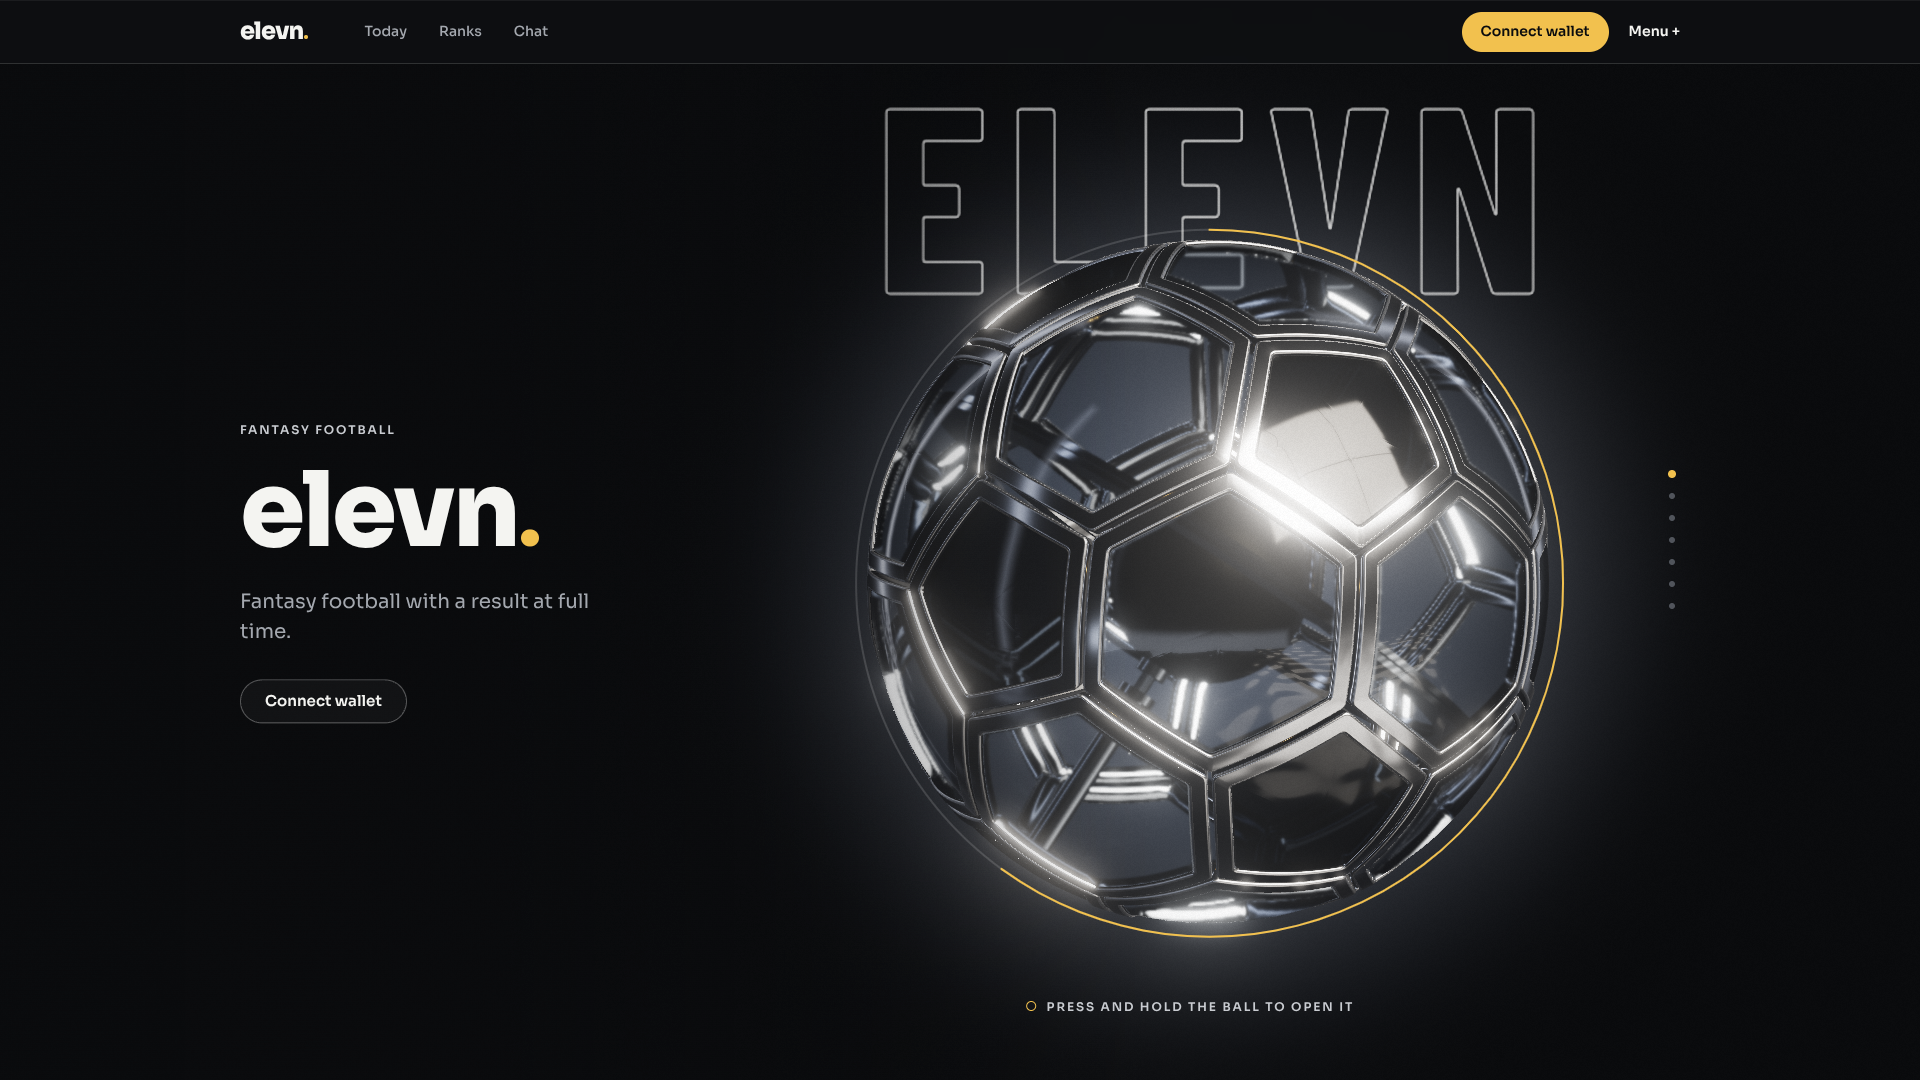 elevn.
Today
Ranks
Chat
Connect wallet
Menu +
ELEVN
FANTASY FOOTBALL
elevn.
Fantasy football with a result at full
time.
Connect wallet
PRESS AND HOLD THE BALL TO OPEN IT